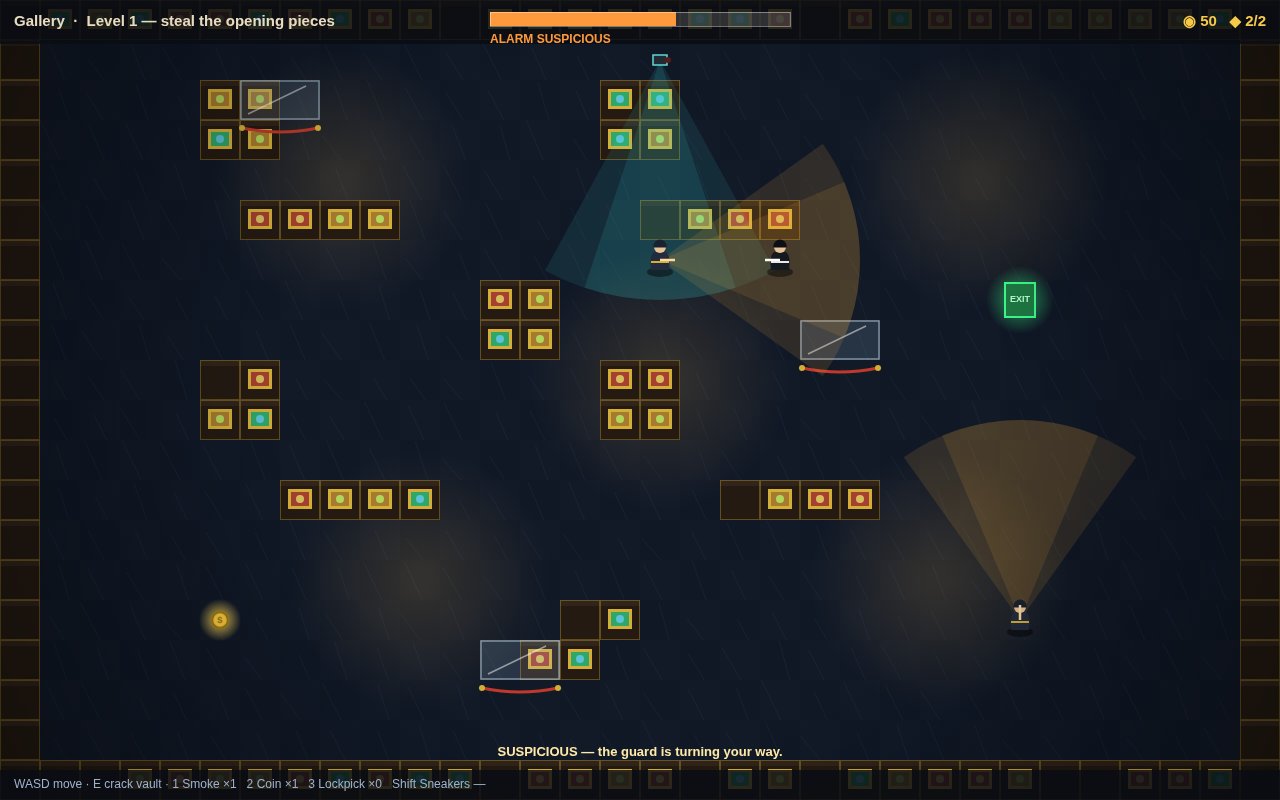 Gallery · Level 1 — steal the opening pieces
◉ 50 ◆ 2/2
ALARM SUSPICIOUS
EXIT
$
SUSPICIOUS — the guard is turning your way.
WASD move · E crack vault · 1 Smoke ×1 2 Coin ×1 3 Lockpick ×0 Shift Sneakers —